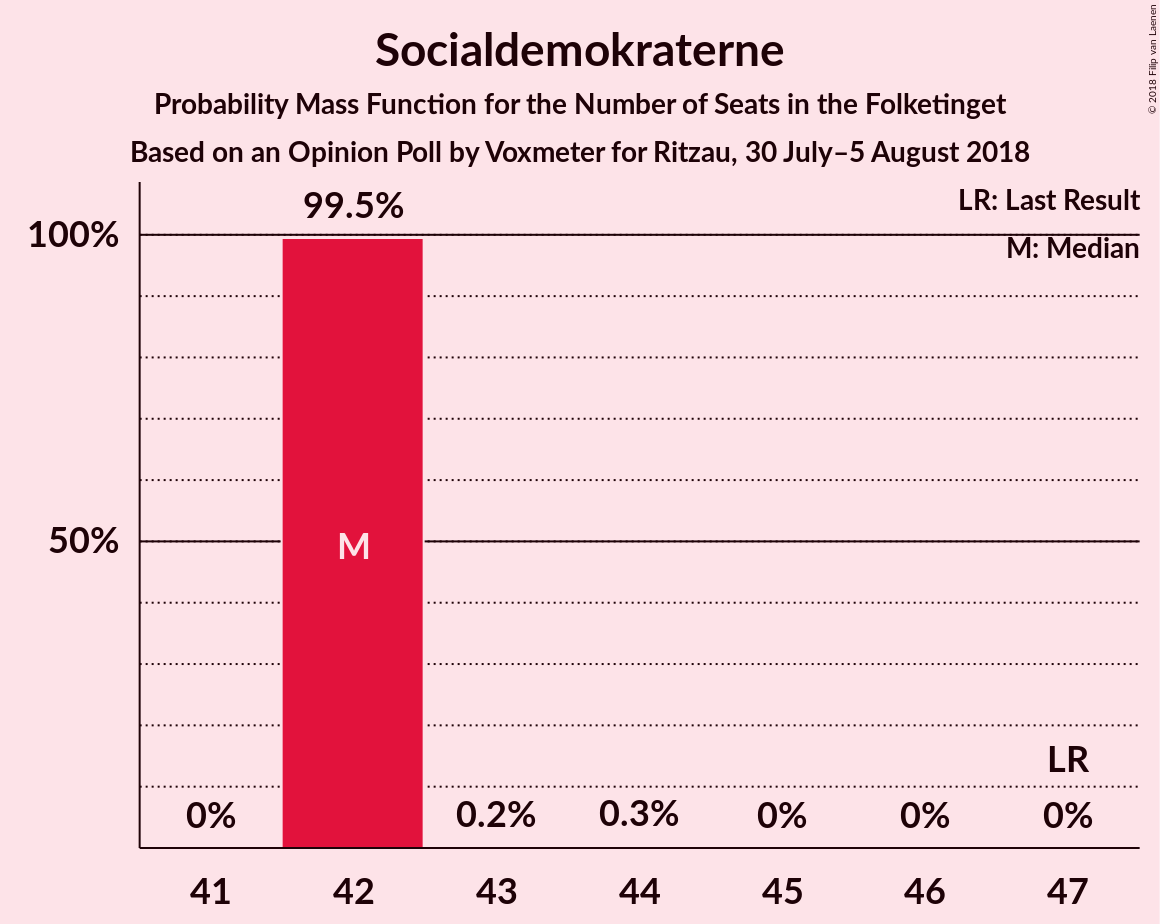 Socialdemokraterne
Probability Mass Function for the Number of Seats in the Folketinget
Based on an Opinion Poll by Voxmeter for Ritzau, 30 July–5 August 2018
© 2018 Filip van Laenen
LR: Last Result
M: Median
99.5%
100%
50%
M
LR
0%
0.2%
0.3%
0%
0%
0%
41
42
43
44
45
46
47